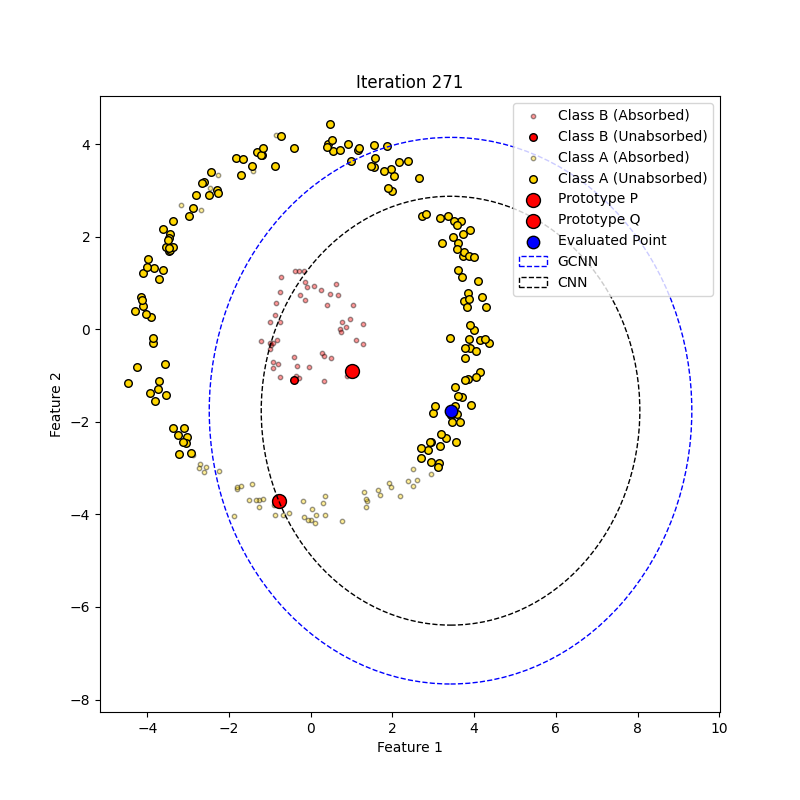 Iteration 271
Class B (Absorbed)
Class B (Unabsorbed)
Class A (Absorbed)
Class A (Unabsorbed)
Prototype P
Prototype Q
Evaluated Point
GCNN
CNN
4
2
0
−2
−4
−6
−8
Feature 2
−4
−2
0
2
4
6
8
10
Feature 1